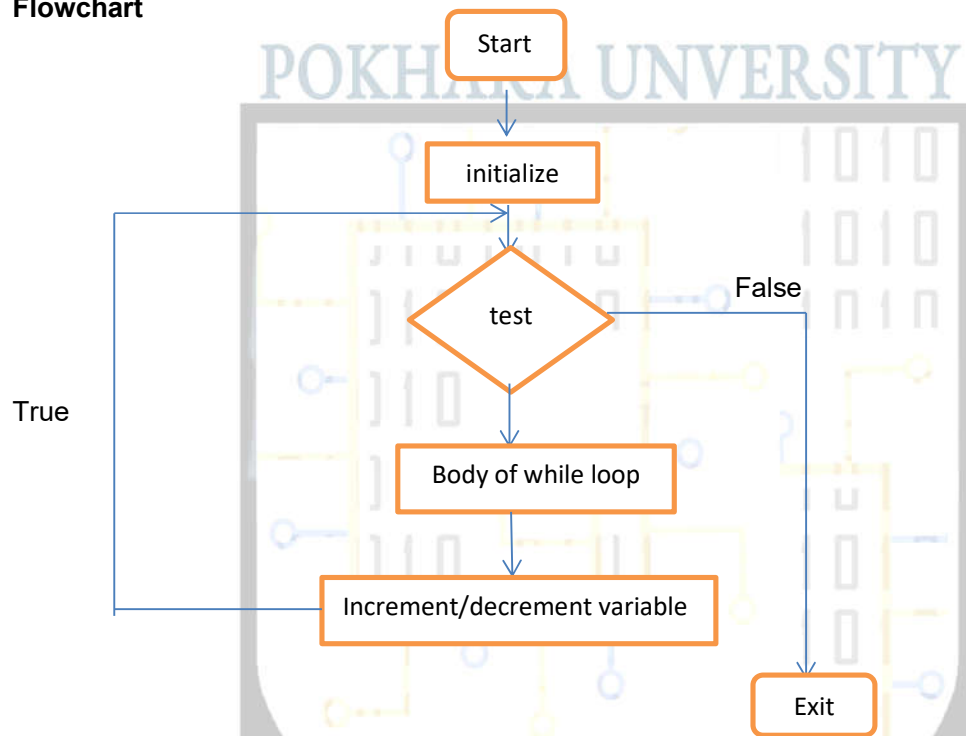 Flowchart
Start
POKHARA UNVERSITY
initialize
test
False
True
Body of while loop
Increment/decrement variable
Exit